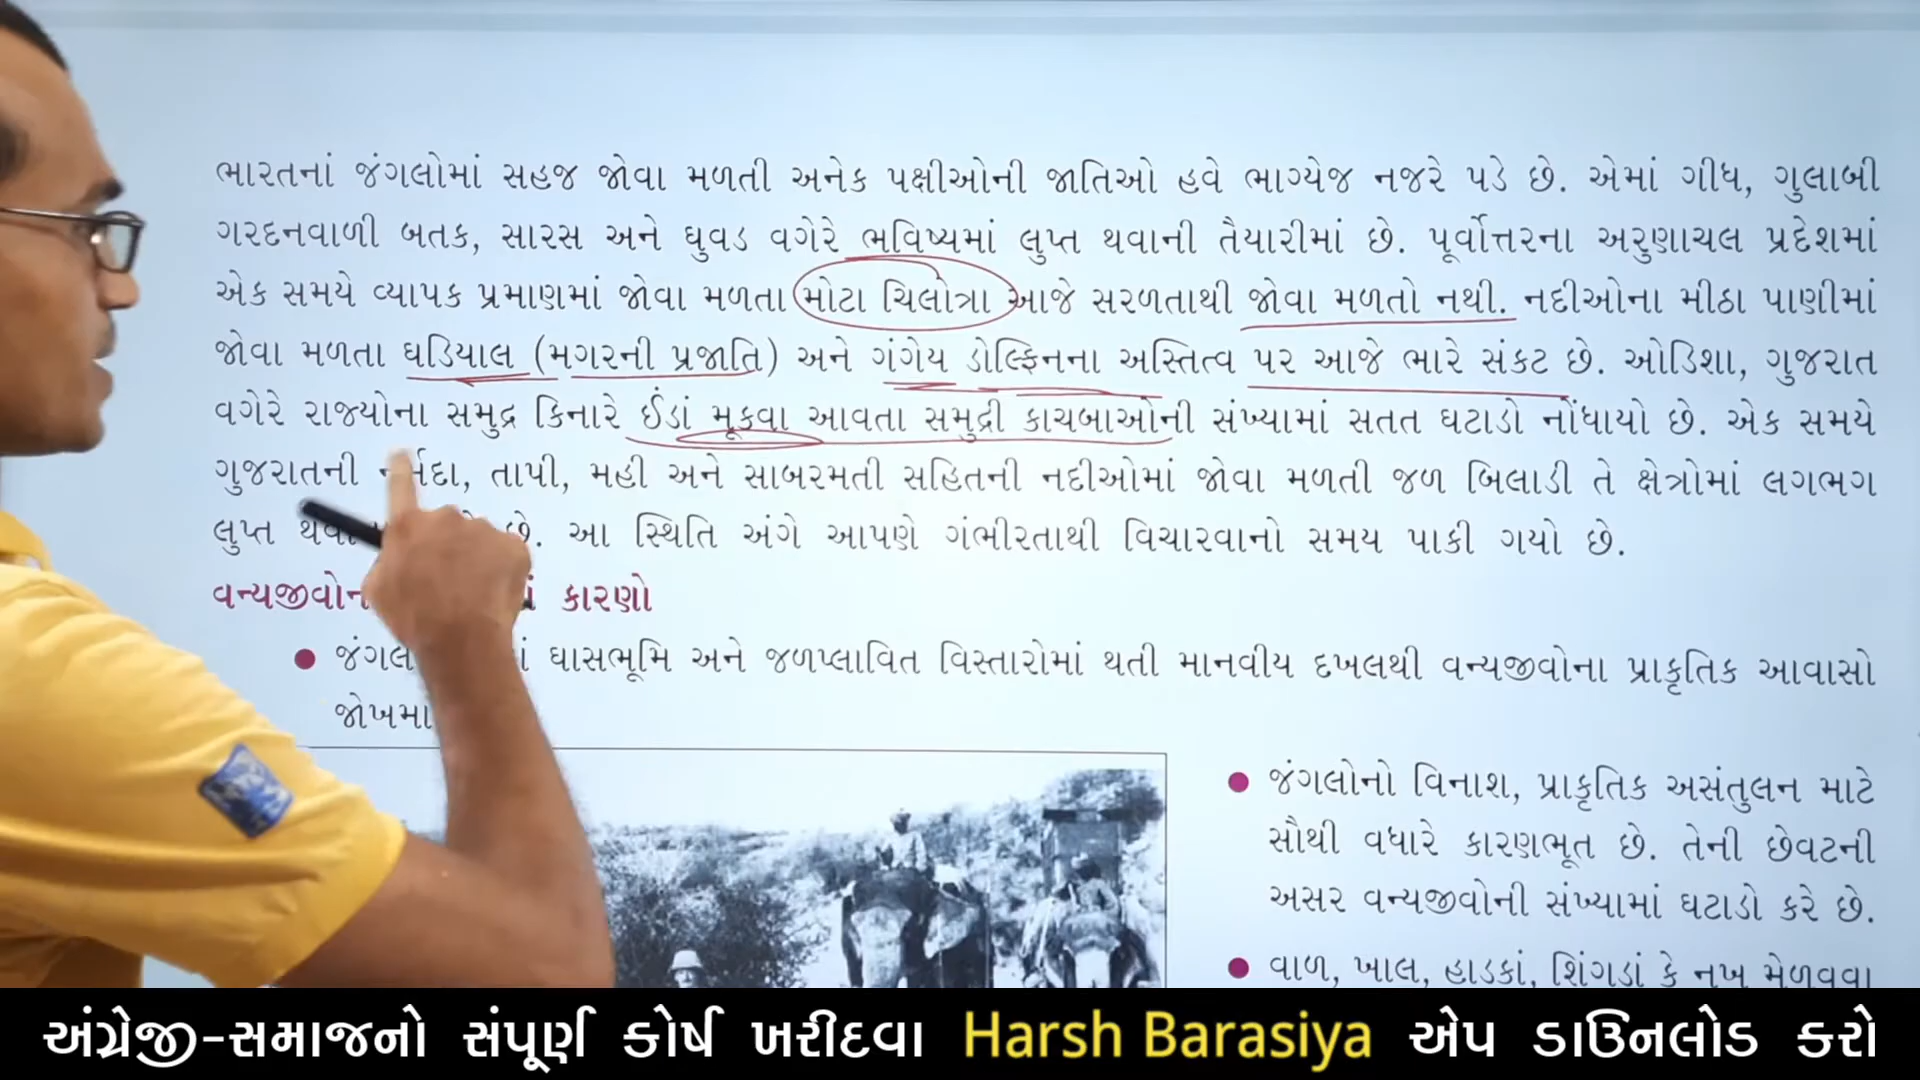 ભારતનાં જંગલોમાં સહજ જોવા મળતી અનેક પક્ષીઓની જાતિઓ હવે ભાગ્યેજ નજરે પડે છે. એમાં ગીધ, ગુલાબી
ગરદનવાળી બતક, સારસ અને ઘુવડ વગેરે ભવિષ્યમાં લુપ્ત થવાની તૈયારીમાં છે. પૂર્વોત્તરના અરુણાચલ પ્રદેશમાં
એક સમયે વ્યાપક પ્રમાણમાં જોવા મળતા મોટા ચિલોત્રા આજે સરળતાથી જોવા મળતો નથી. નદીઓના મીઠા પાણીમાં
જોવા મળતા ઘડિયાલ (મગરની પ્રજાતિ) અને ગંગેય ડોલ્ફિનના અસ્તિત્વ પર આજે ભારે સંકટ છે. ઓડિશા, ગુજરાત
વગેરે રાજ્યોના સમુદ્ર કિનારે ઈંડાં મૂકવા આવતા સમુદ્રી કાચબાઓની સંખ્યામાં સતત ઘટાડો નોંધાયો છે. એક સમયે
ગુજરાતની નર્મદા, તાપી, મહી અને સાબરમતી સહિતની નદીઓમાં જોવા મળતી જળ બિલાડી તે ક્ષેત્રોમાં લગભગ
લુપ્ત છે. આ સ્થિતિ અંગે આપણે ગંભીરતાથી વિચારવાનો સમય પાકી ગયો છે.
કારણો
ઘાસભૂમિ અને જળપ્લાવિત વિસ્તારોમાં થતી માનવીય દખલથી વન્યજીવોના પ્રાકૃતિક આવાસો
જંગલોનો વિનાશ, પ્રાકૃતિક અસંતુલન માટે
સૌથી વધારે કારણભૂત છે. તેની છેવટની
અસર વન્યજીવોની સંખ્યામાં ઘટાડો કરે છે.
વાળ, ખાલ, હાડકાં, શિંગડાં કે નખ મેળવવા
અંગ્રેજી-સમાજનો સંપૂર્ણ કોર્ષ ખરીદવા Harsh Barasiya એપ ડાઉનલોડ કરો